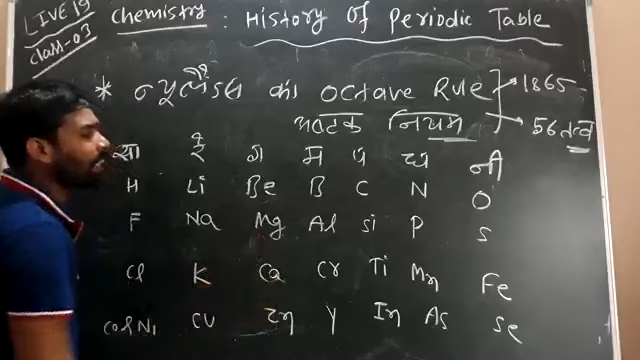 LIVE 19
class-03
Chemistry : History of Periodic Table
* न्यूलैंड्स का Octave Rule → 1865
अष्टक नियम → 56 तत्व
सा रे ग म प ध नी
H Li Be B C N O
F Na Mg Al Si P S
Cl K Ca Cr Ti Mn Fe
Co&Ni Cu Zn Y In As Se